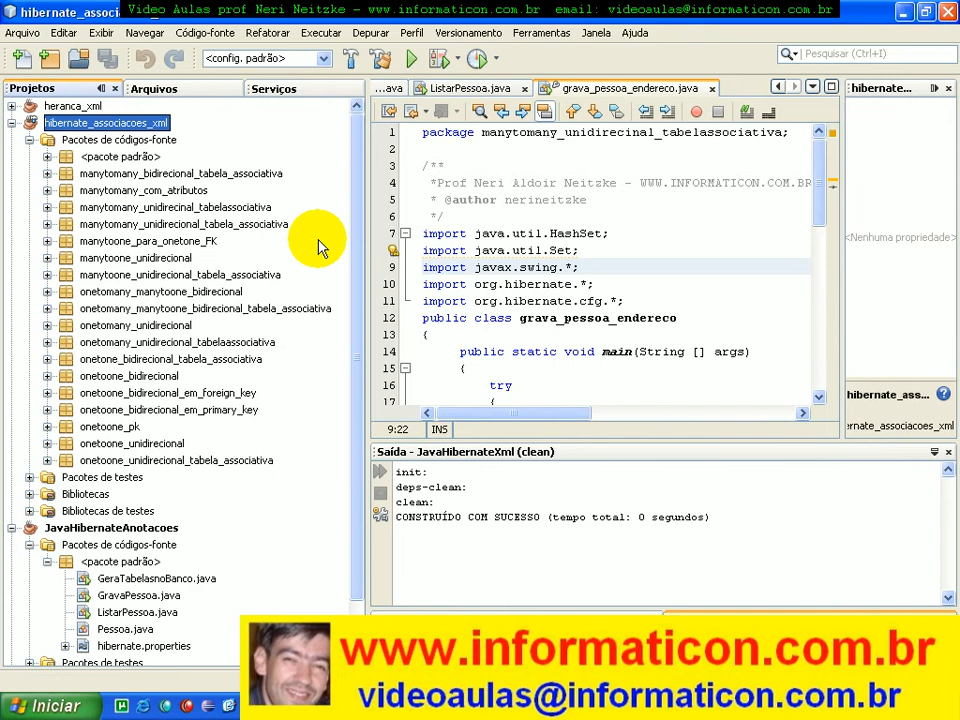 hibernate_assoc
Video Aulas prof Neri Neitzke – www.informaticon.com.br email: videoaulas@informaticon.com.br
Arquivo Editar Exibir Navegar Código-fonte Refatorar Executar Depurar Perfil Versionamento Ferramentas Janela Ajuda
<config. padrão>
Pesquisar (Ctrl+I)
Projetos Arquivos Serviços
heranca_xml
hibernate_associacoes_xml
Pacotes de códigos-fonte
<pacote padrão>
manytomany_bidirecional_tabela_associativa
manytomany_com_atributos
manytomany_unidirecinal_tabelassociativa
manytomany_unidirecional_tabela_associativa
manytoone_para_onetone_FK
manytoone_unidirecional
manytoone_unidirecional_tabela_associativa
onetomany_manytoone_bidirecional
onetomany_manytoone_bidirecional_tabela_associativa
onetomany_unidirecional
onetomany_unidirecional_tabelaassociativa
onetone_bidirecional_tabela_associativa
onetoone_bidirecional
onetoone_bidirecional_em_foreign_key
onetoone_bidirecional_em_primary_key
onetoone_pk
onetoone_unidirecional
onetoone_unidirecional_tabela_associativa
Pacotes de testes
Bibliotecas
Bibliotecas de testes
JavaHibernateAnotacoes
Pacotes de códigos-fonte
<pacote padrão>
GeraTabelasnoBanco.java
GravaPessoa.java
ListarPessoa.java
Pessoa.java
hibernate.properties
Pacotes de testes
...ava ListarPessoa.java grava_pessoa_endereco.java
1 package manytomany_unidirecinal_tabelassociativa;
2
3 /**
4 *Prof Neri Aldoir Neitzke - WWW.INFORMATICON.COM.BR
5 * @author nerineitzke
6 */
7 import java.util.HashSet;
import java.util.Set;
9 import javax.swing.*;
10 import org.hibernate.*;
11 import org.hibernate.cfg.*;
12 public class grava_pessoa_endereco
13 {
14 public static void main(String [] args)
15 {
16 try
17 {
9:22 INS
hibernate...
<Nenhuma propriedade>
hibernate_ass...
ernate_associacoes_xml
Saída - JavaHibernateXml (clean)
init:
deps-clean:
clean:
CONSTRUÍDO COM SUCESSO (tempo total: 0 segundos)
www.informaticon.com.br
videoaulas@informaticon.com.br
Iniciar